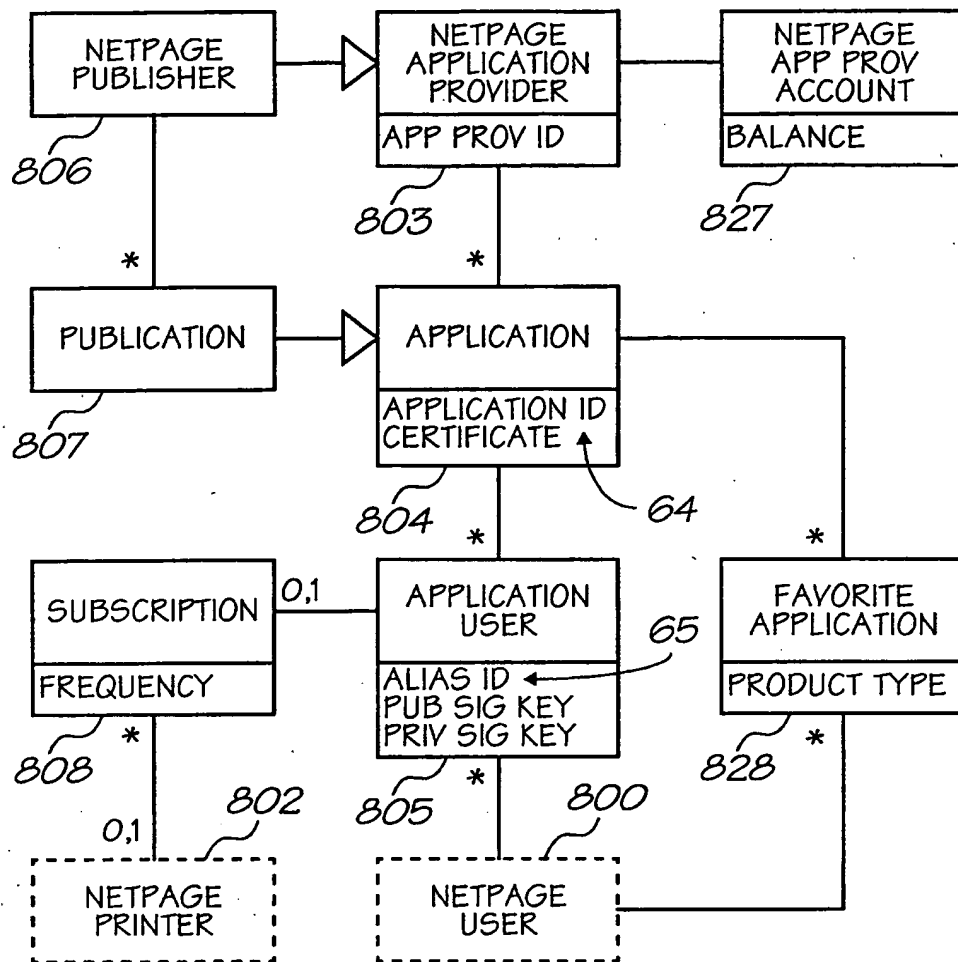 NETPAGE
PUBLISHER
NETPAGE
APPLICATION
PROVIDER
APP PROV ID
NETPAGE
APP PROV
ACCOUNT
BALANCE
806
803
827
*
*
PUBLICATION
APPLICATION
APPLICATION ID
CERTIFICATE
807
804
64
*
*
SUBSCRIPTION
FREQUENCY
0,1
APPLICATION
USER
65
ALIAS ID
PUB SIG KEY
PRIV SIG KEY
FAVORITE
APPLICATION
PRODUCT TYPE
808
*
805
*
828
*
802
800
0,1
NETPAGE
PRINTER
NETPAGE
USER